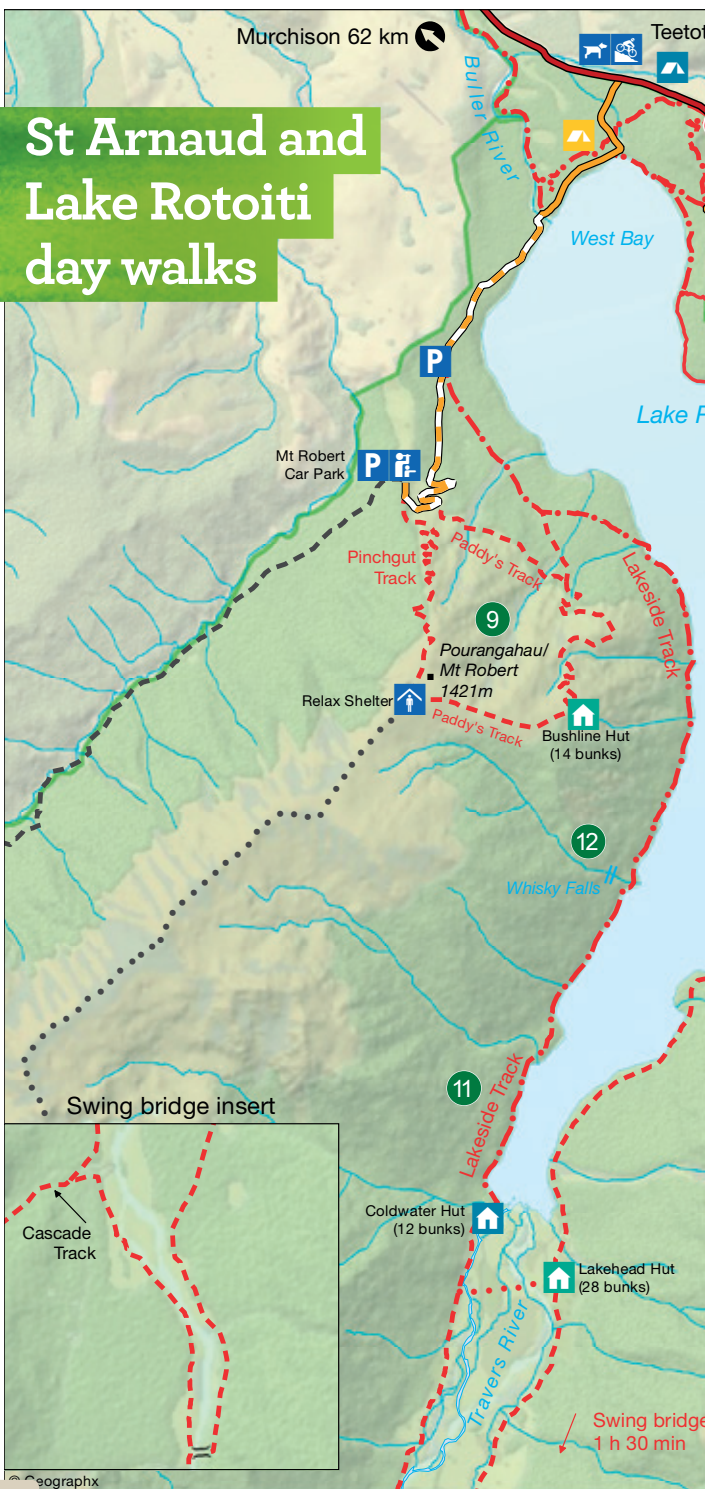 Murchison 62 km
Buller River
St Arnaud and
Lake Rotoiti
day walks
West Bay
P
Mt Robert
Car Park
P
Pinchgut
Track
Paddy's Track
Lakeside Track
9
Pourangahau/
Mt Robert
1421m
Relax Shelter
Paddy's Track
Bushline Hut
(14 bunks)
12
Whisky Falls
11
Lakeside Track
Swing bridge insert
Cascade
Track
Coldwater Hut
(12 bunks)
Lakehead Hut
(28 bunks)
Travers River
Swing bridge
1 h 30 min
Lake
© Geographx